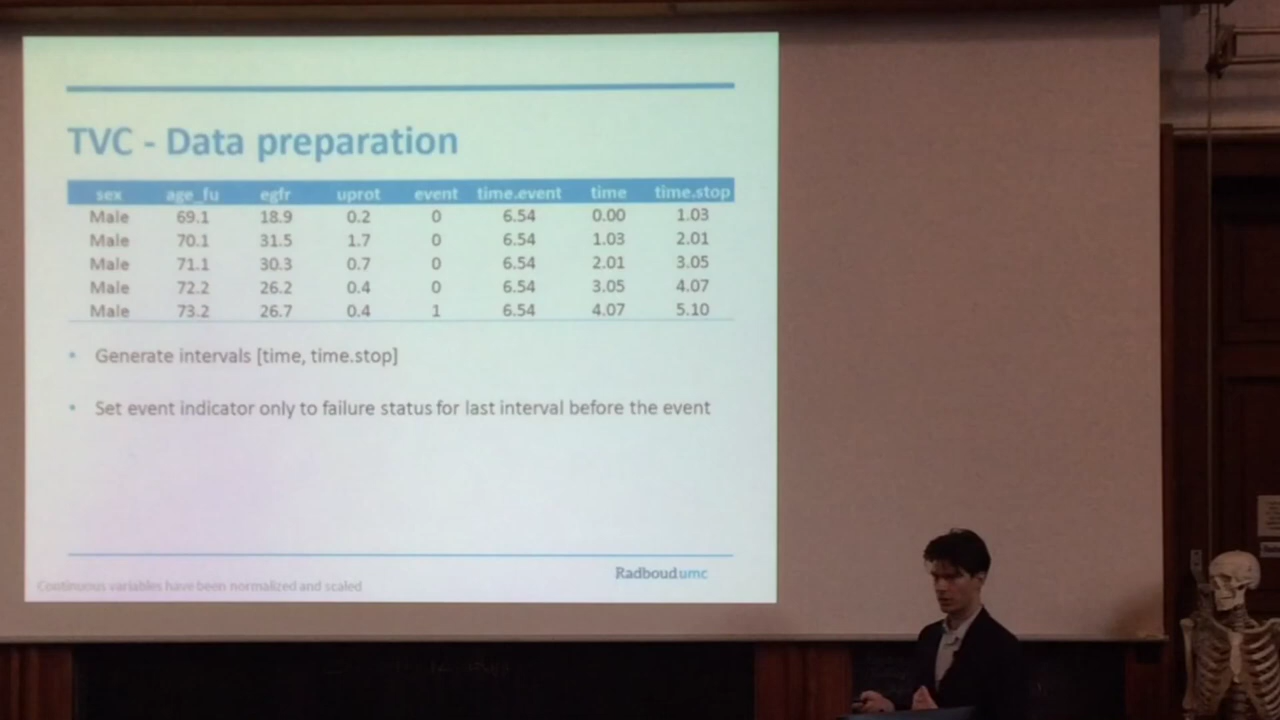 TVC - Data preparation
sex age_fu egfr uprot event time.event time time.stop
Male 69.1 18.9 0.2 0 6.54 0.00 1.03
Male 70.1 31.5 1.7 0 6.54 1.03 2.01
Male 71.1 30.3 0.7 0 6.54 2.01 3.05
Male 72.2 26.2 0.4 0 6.54 3.05 4.07
Male 73.2 26.7 0.4 1 6.54 4.07 5.10
• Generate intervals [time, time.stop]
• Set event indicator only to failure status for last interval before the event
Radboudumc
Continuous variables have been normalized and scaled